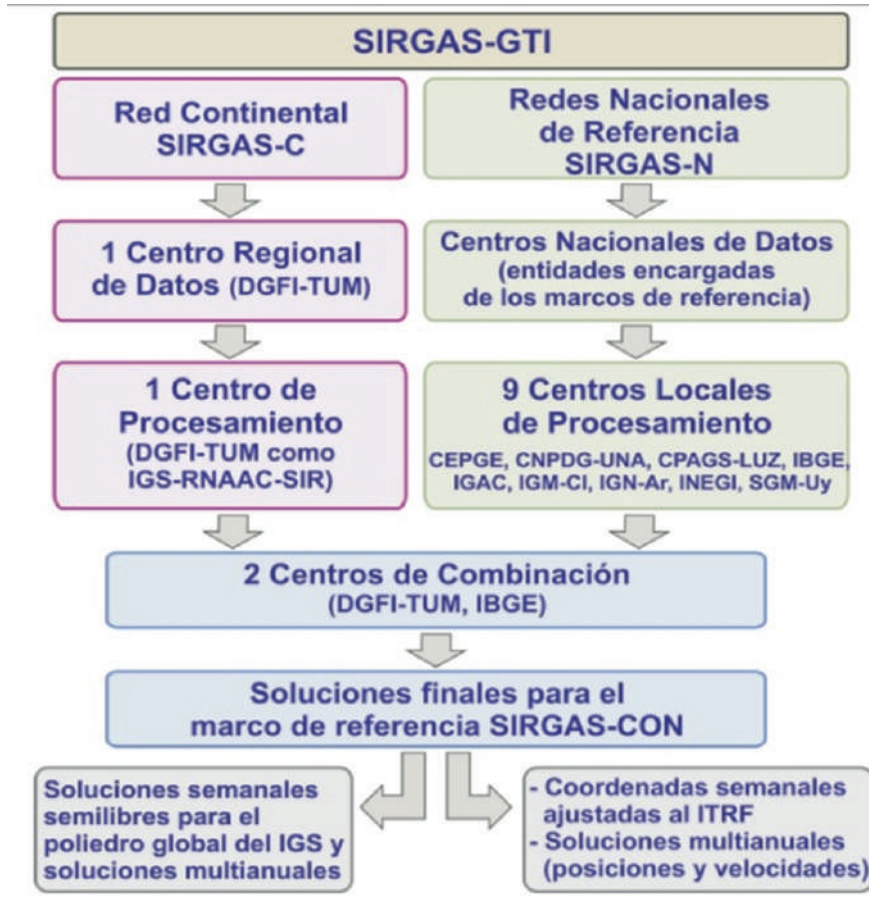 SIRGAS-GTI
Red Continental
SIRGAS-C
Redes Nacionales
de Referencia
SIRGAS-N
1 Centro Regional
de Datos (DGFI-TUM)
Centros Nacionales de Datos
(entidades encargadas
de los marcos de referencia)
1 Centro de
Procesamiento
(DGFI-TUM como
IGS-RNAAC-SIR)
9 Centros Locales
de Procesamiento
CEPGE, CNPDG-UNA, CPAGS-LUZ, IBGE,
IGAC, IGM-Cl, IGN-Ar, INEGI, SGM-Uy
2 Centros de Combinación
(DGFI-TUM, IBGE)
Soluciones finales para el
marco de referencia SIRGAS-CON
Soluciones semanales
semilibres para el
poliedro global del IGS y
soluciones multianuales
- Coordenadas semanales
ajustadas al ITRF
- Soluciones multianuales
(posiciones y velocidades)